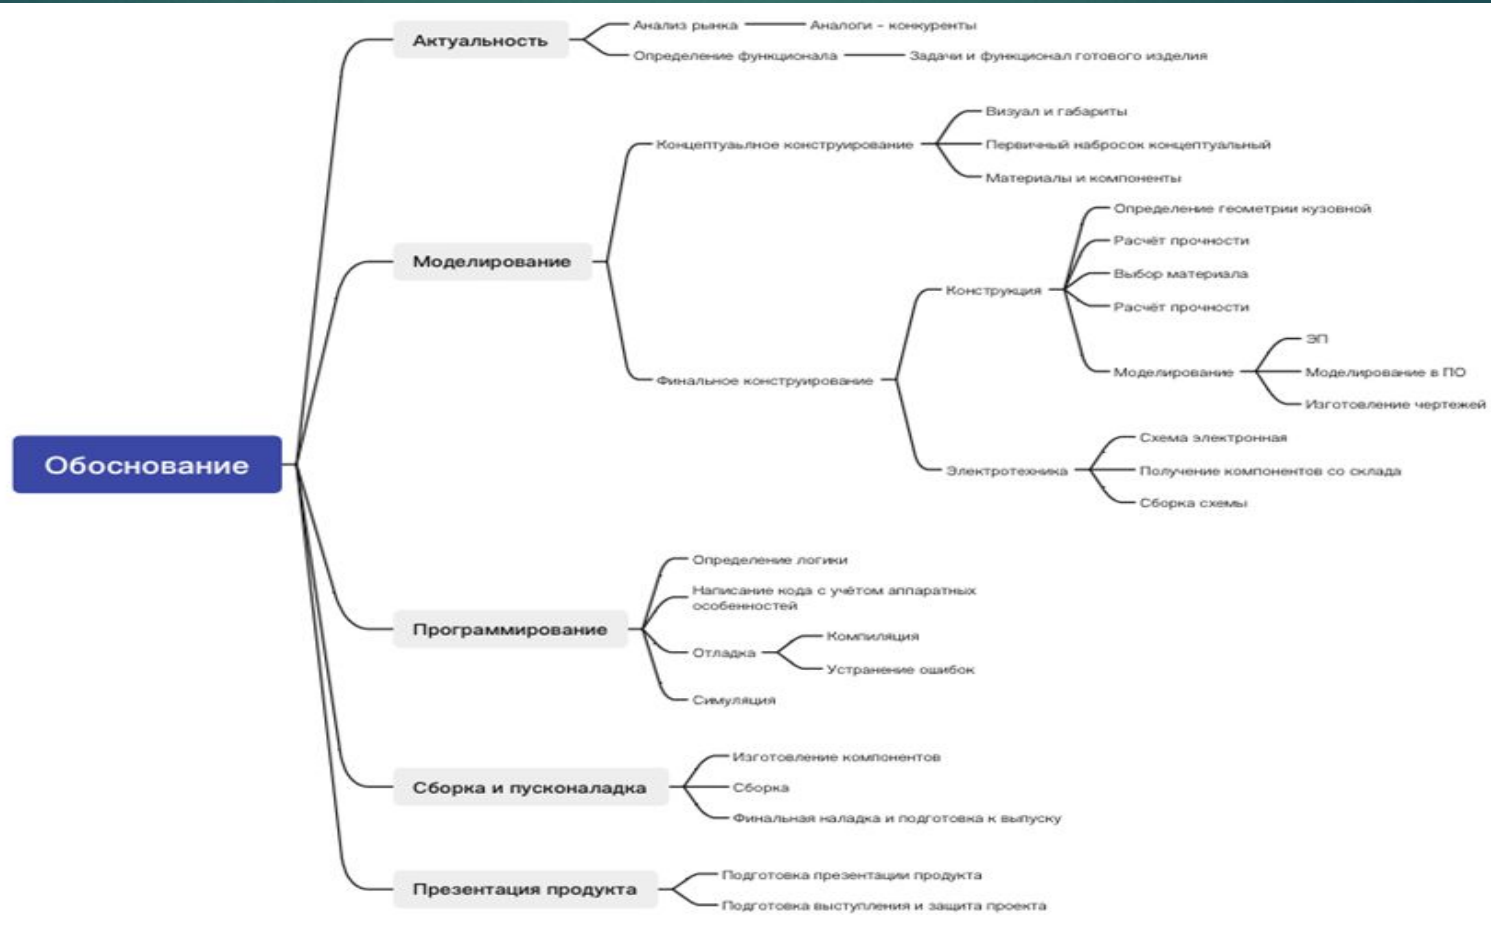 Обоснование
Актуальность
Анализ рынка
Аналоги - конкуренты
Определение функционала
Задачи и функционал готового изделия
Моделирование
Концептуаьлное конструирование
Визуал и габариты
Первичный набросок концептуальный
Материалы и компоненты
Финальное конструирование
Конструкция
Определение геометрии кузовной
Расчёт прочности
Выбор материала
Расчёт прочности
Моделирование
ЭП
Моделирование в ПО
Изготовление чертежей
Электротехника
Схема электронная
Получение компонентов со склада
Сборка схемы
Программирование
Определение логики
Написание кода с учётом аппаратных
особенностей
Отладка
Компиляция
Устранение ошибок
Симуляция
Сборка и пусконаладка
Изготовление компонентов
Сборка
Финальная наладка и подготовка к выпуску
Презентация продукта
Подготовка презентации продукта
Подготовка выступления и защита проекта